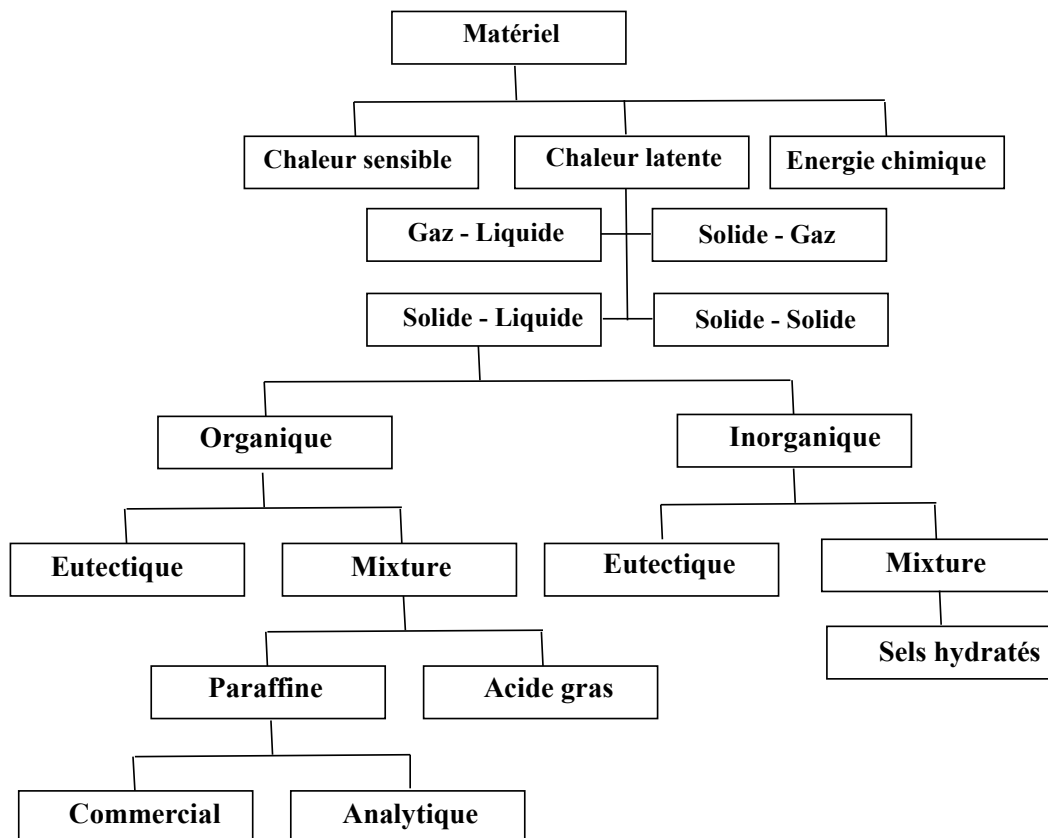 Matériel
Chaleur sensible
Chaleur latente
Energie chimique
Gaz - Liquide
Solide - Gaz
Solide - Liquide
Solide - Solide
Organique
Inorganique
Eutectique
Mixture
Eutectique
Mixture
Sels hydratés
Paraffine
Acide gras
Commercial
Analytique